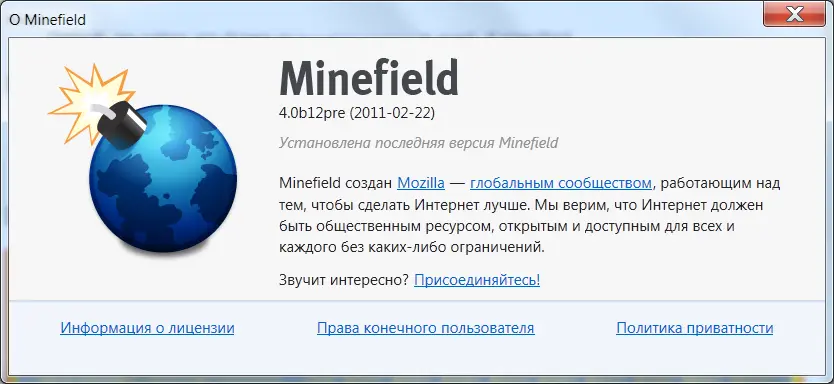 О Minefield
Minefield
4.0b12pre (2011-02-22)
Установлена последняя версия Minefield
Minefield создан Mozilla — глобальным сообществом, работающим над
тем, чтобы сделать Интернет лучше. Мы верим, что Интернет должен
быть общественным ресурсом, открытым и доступным для всех и
каждого без каких-либо ограничений.
Звучит интересно? Присоединяйтесь!
Информация о лицензии
Права конечного пользователя
Политика приватности